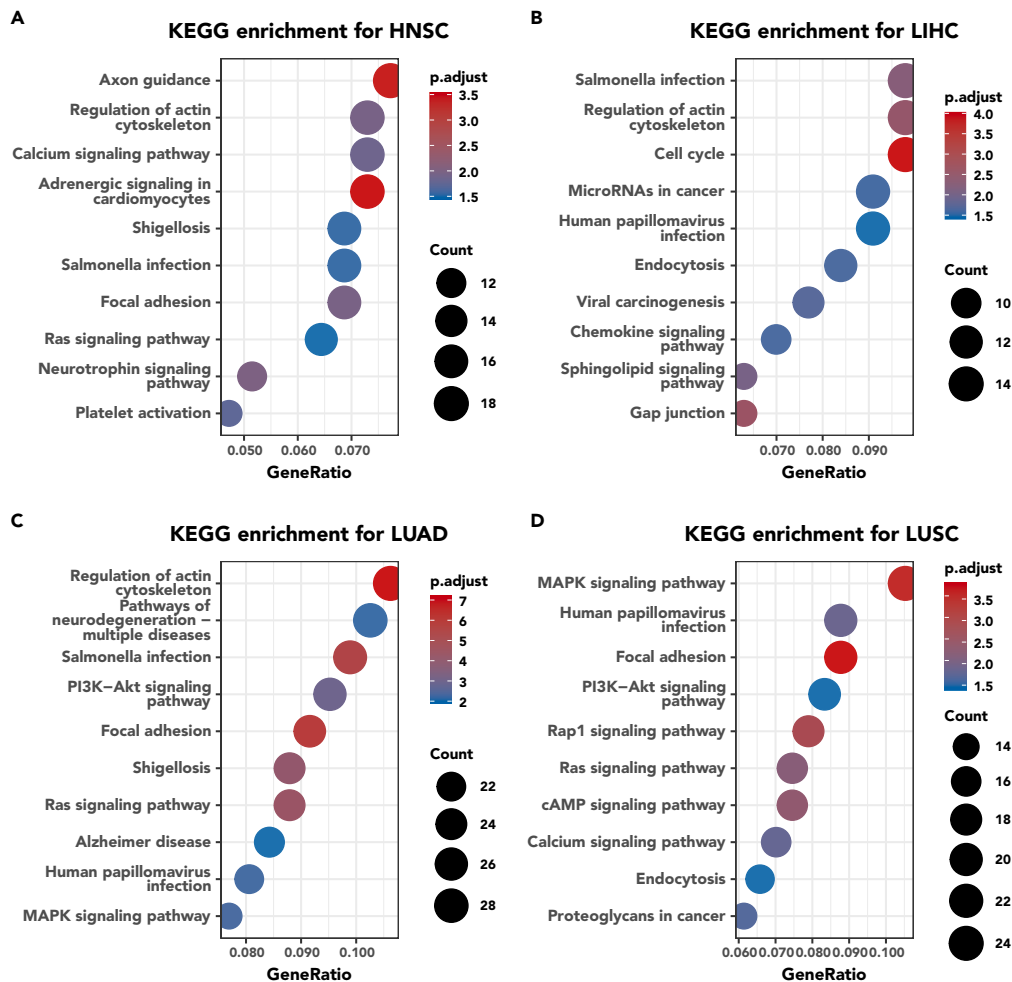 A
KEGG enrichment for HNSC
Axon guidance
Regulation of actin
cytoskeleton
Calcium signaling pathway
Adrenergic signaling in
cardiomyocytes
Shigellosis
Salmonella infection
Focal adhesion
Ras signaling pathway
Neurotrophin signaling
pathway
Platelet activation
0.050 0.060 0.070
GeneRatio
p.adjust
3.5
3.0
2.5
2.0
1.5
Count
12
14
16
18
B
KEGG enrichment for LIHC
Salmonella infection
Regulation of actin
cytoskeleton
Cell cycle
MicroRNAs in cancer
Human papillomavirus
infection
Endocytosis
Viral carcinogenesis
Chemokine signaling
pathway
Sphingolipid signaling
pathway
Gap junction
0.070 0.080 0.090
GeneRatio
p.adjust
4.0
3.5
3.0
2.5
2.0
1.5
Count
10
12
14
C
KEGG enrichment for LUAD
Regulation of actin
cytoskeleton
Pathways of
neurodegeneration −
multiple diseases
Salmonella infection
PI3K−Akt signaling
pathway
Focal adhesion
Shigellosis
Ras signaling pathway
Alzheimer disease
Human papillomavirus
infection
MAPK signaling pathway
0.080 0.090 0.100
GeneRatio
p.adjust
7
6
5
4
3
2
Count
22
24
26
28
D
KEGG enrichment for LUSC
MAPK signaling pathway
Human papillomavirus
infection
Focal adhesion
PI3K−Akt signaling
pathway
Rap1 signaling pathway
Ras signaling pathway
cAMP signaling pathway
Calcium signaling pathway
Endocytosis
Proteoglycans in cancer
0.060 0.070 0.080 0.090 0.100
GeneRatio
p.adjust
3.5
3.0
2.5
2.0
1.5
Count
14
16
18
20
22
24